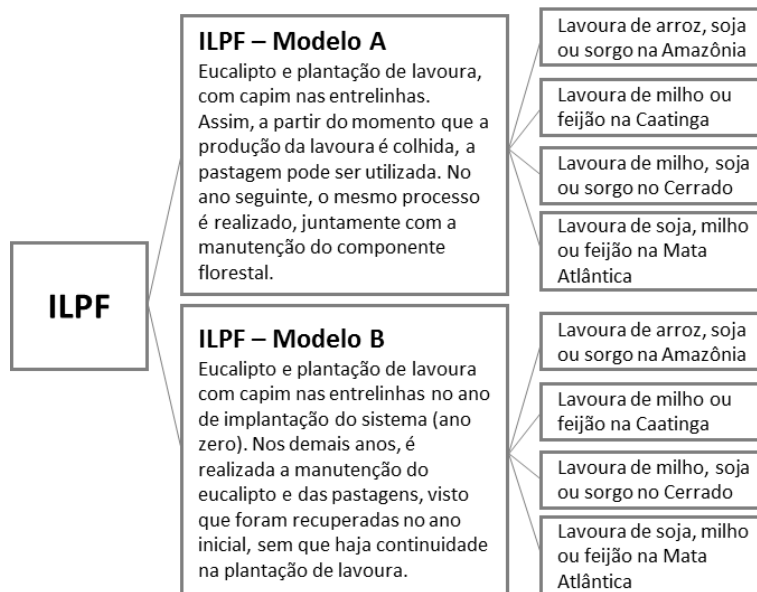 ILPF
ILPF – Modelo A
Eucalipto e plantação de lavoura,
com capim nas entrelinhas.
Assim, a partir do momento que a
produção da lavoura é colhida, a
pastagem pode ser utilizada. No
ano seguinte, o mesmo processo
é realizado, juntamente com a
manutenção do componente
florestal.
Lavoura de arroz, soja
ou sorgo na Amazônia
Lavoura de milho ou
feijão na Caatinga
Lavoura de milho, soja
ou sorgo no Cerrado
Lavoura de soja, milho
ou feijão na Mata
Atlântica
ILPF – Modelo B
Eucalipto e plantação de lavoura
com capim nas entrelinhas no ano
de implantação do sistema (ano
zero). Nos demais anos, é
realizada a manutenção do
eucalipto e das pastagens, visto
que foram recuperadas no ano
inicial, sem que haja continuidade
na plantação de lavoura.
Lavoura de arroz, soja
ou sorgo na Amazônia
Lavoura de milho ou
feijão na Caatinga
Lavoura de milho, soja
ou sorgo no Cerrado
Lavoura de soja, milho
ou feijão na Mata
Atlântica